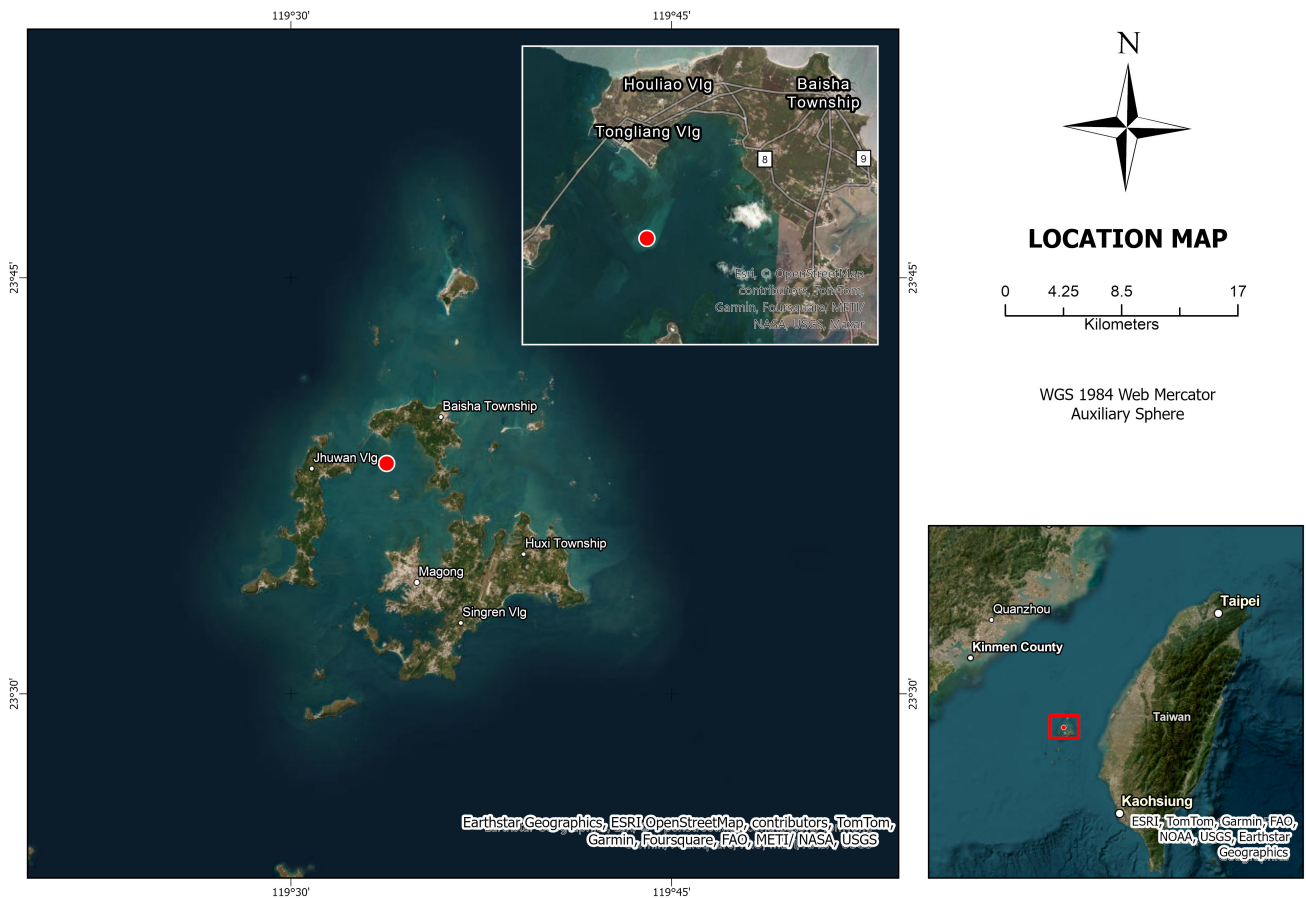 119°30'
119°45'
23°45'
23°30'
Houliao Vlg
Baisha
Township
Tongliang Vlg
8
9
Esri, © OpenStreetMap
contributors, TomTom,
Garmin, Foursquare, METI/
NASA, USGS, Maxar
23°45'
Baisha Township
Jhuwan Vlg
Huxi Township
Magong
Singren Vlg
23°30'
Earthstar Geographics, ESRI OpenStreetMap, contributors, TomTom,
Garmin, Foursquare, FAO, METI/ NASA, USGS
119°30'
119°45'
N
LOCATION MAP
0 4.25 8.5 17
Kilometers
WGS 1984 Web Mercator
Auxiliary Sphere
Taipei
Quanzhou
Kinmen County
Taiwan
Kaohsiung
ESRI, TomTom, Garmin, FAO,
NOAA, USGS, Earthstar
Geographics